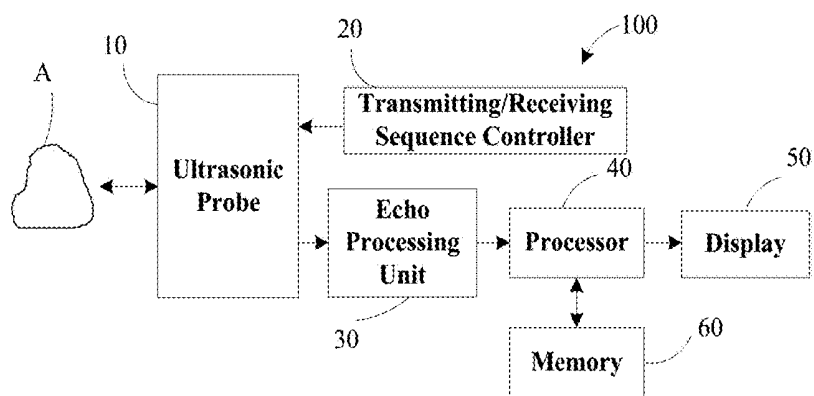 20
100
10
A
Transmitting/Receiving
Sequence Controller
40
50
Ultrasonic
Probe
Echo
Processing
Unit
Processor
Display
30
60
Memory